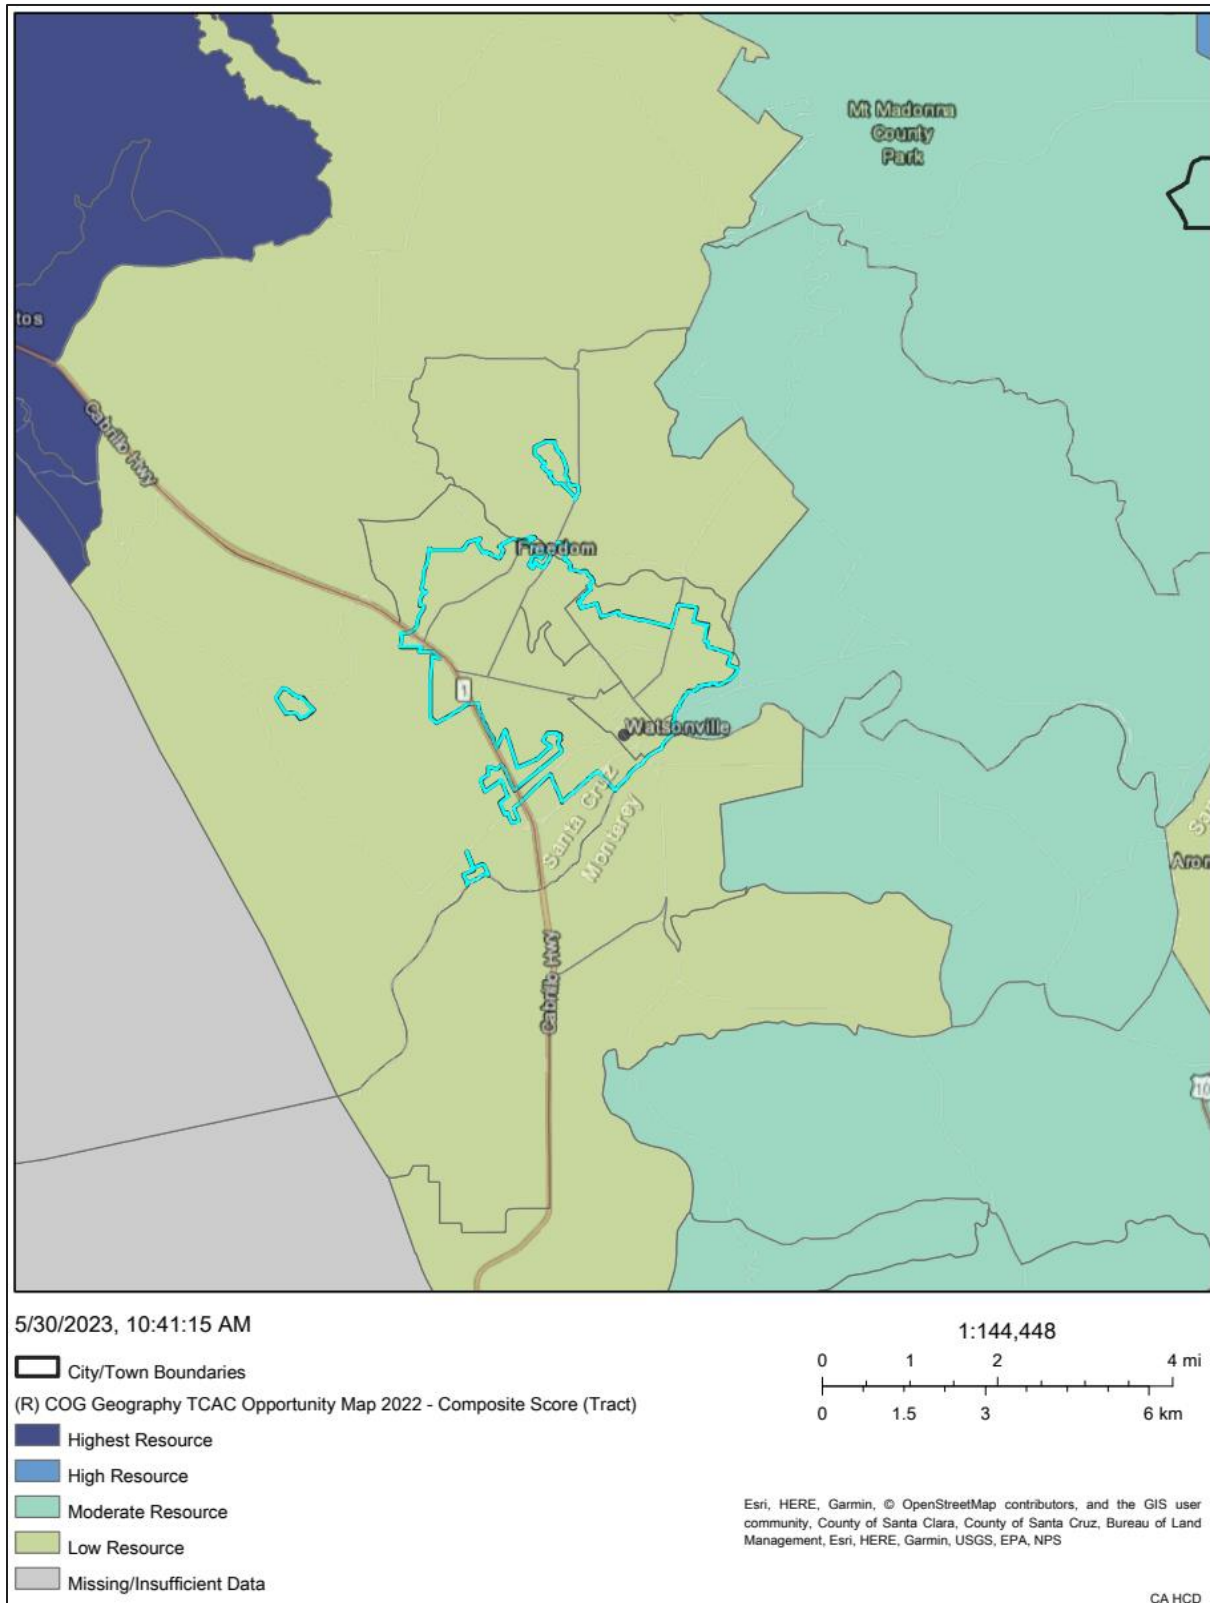 Mt Madonna
County
Park
tos
Cabrillo Hwy
Freedom
1
Watsonville
Santa Cruz
Monterey
Aro
Cabrillo Hwy
10
5/30/2023, 10:41:15 AM
1:144,448
0 1 2 4 mi
0 1.5 3 6 km
City/Town Boundaries
(R) COG Geography TCAC Opportunity Map 2022 - Composite Score (Tract)
Highest Resource
High Resource
Moderate Resource
Low Resource
Missing/Insufficient Data
Esri, HERE, Garmin, © OpenStreetMap contributors, and the GIS user
community, County of Santa Clara, County of Santa Cruz, Bureau of Land
Management, Esri, HERE, Garmin, USGS, EPA, NPS
CA HCD